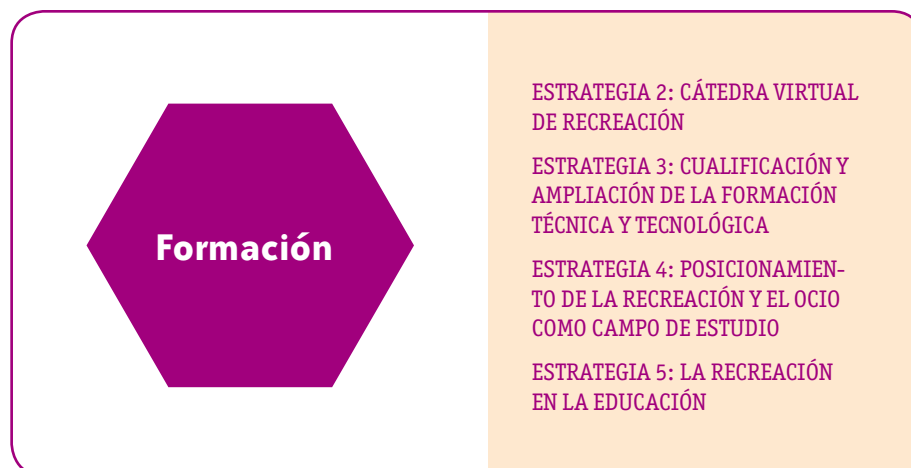 Formación
ESTRATEGIA 2: CÁTEDRA VIRTUAL
DE RECREACIÓN
ESTRATEGIA 3: CUALIFICACIÓN Y
AMPLIACIÓN DE LA FORMACIÓN
TÉCNICA Y TECNOLÓGICA
ESTRATEGIA 4: POSICIONAMIEN-
TO DE LA RECREACIÓN Y EL OCIO
COMO CAMPO DE ESTUDIO
ESTRATEGIA 5: LA RECREACIÓN
EN LA EDUCACIÓN